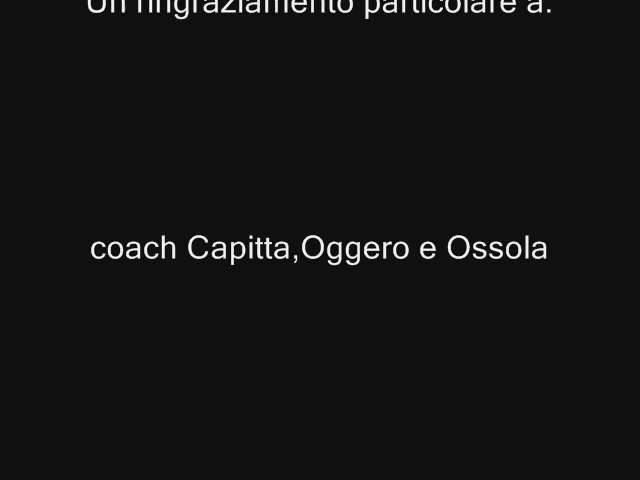 Un ringraziamento particolare a:
coach Capitta,Oggero e Ossola